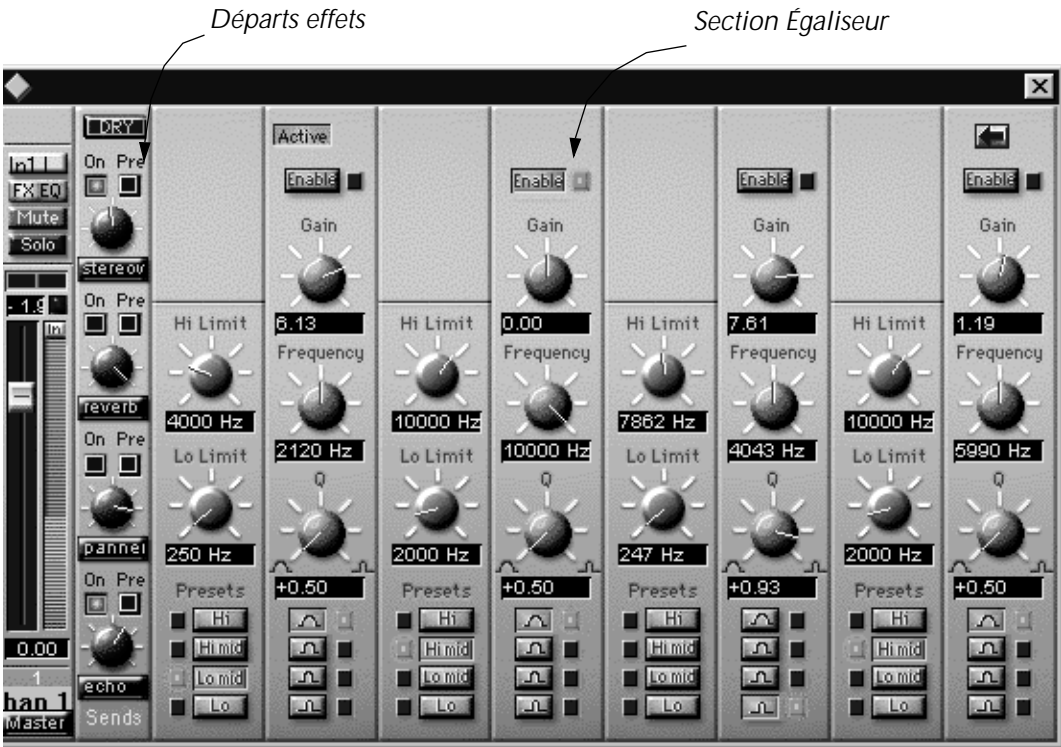 Départs effets
Section Égaliseur
DRY
Active
In1 L
On Pre
FX EQ
Enable
Enable
Enable
Enable
Mute
Gain
Gain
Gain
Gain
Solo
stereov
On Pre
- 1.9
In
Hi Limit
6.13
Hi Limit
0.00
Hi Limit
7.61
Hi Limit
1.19
Frequency
Frequency
Frequency
Frequency
reverb
4000 Hz
10000 Hz
7862 Hz
10000 Hz
On Pre
2120 Hz
10000 Hz
4043 Hz
5990 Hz
Lo Limit
Lo Limit
Lo Limit
Lo Limit
Q
Q
Q
Q
panner
250 Hz
2000 Hz
247 Hz
2000 Hz
On Pre
Presets
+0.50
Presets
+0.50
Presets
+0.93
Presets
+0.50
Hi
Hi
Hi
Hi
0.00
Hi mid
Hi mid
Hi mid
Hi mid
1
echo
Lo mid
Lo mid
Lo mid
Lo mid
han 1
Lo
Lo
Lo
Lo
Master
Sends